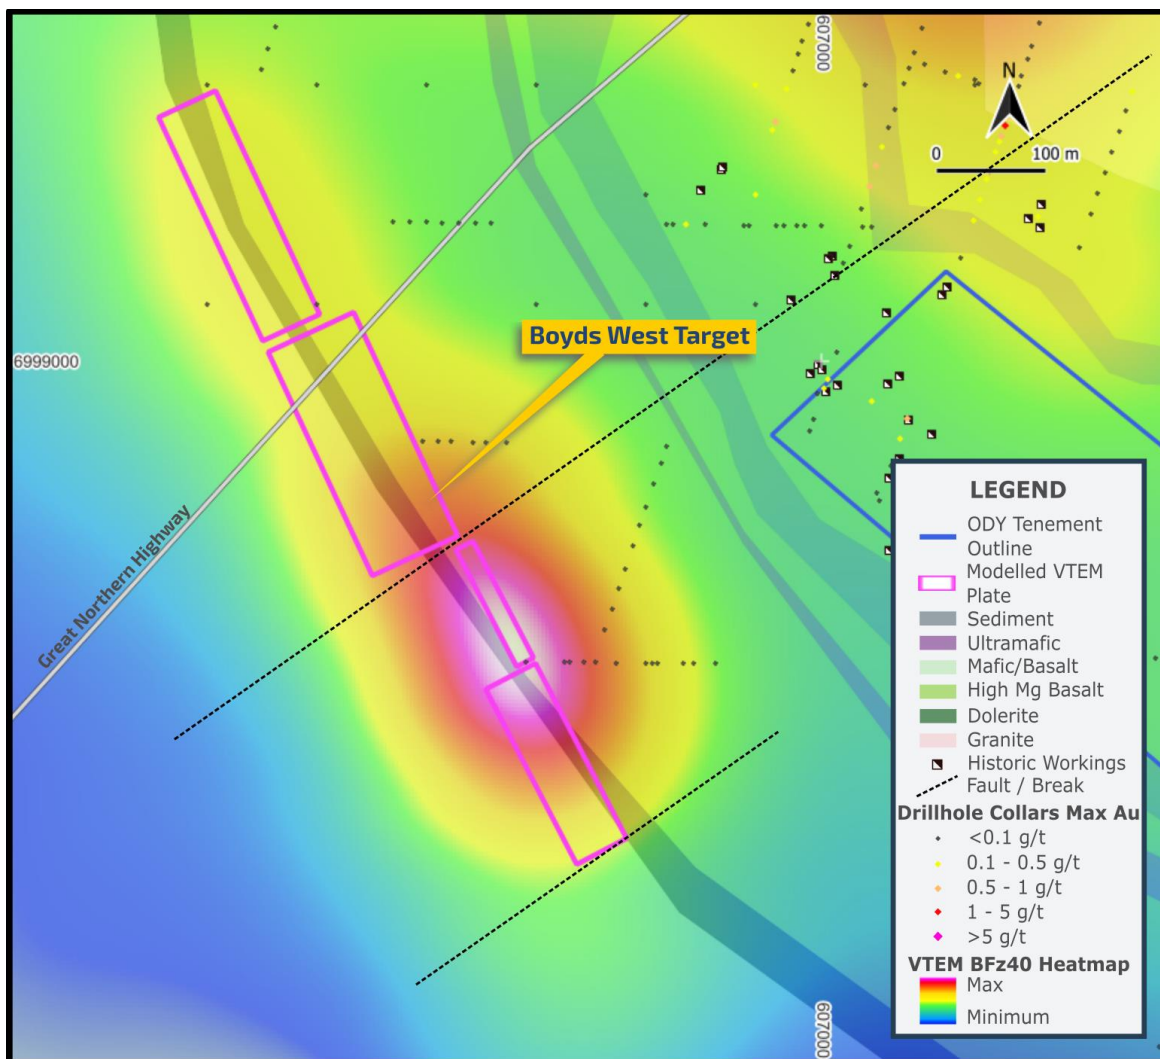 607000
N
0 100 m
Boyds West Target
6999000
Great Northern Highway
LEGEND
ODY Tenement
Outline
Modelled VTEM
Plate
Sediment
Ultramafic
Mafic/Basalt
High Mg Basalt
Dolerite
Granite
Historic Workings
Fault / Break
Drillhole Collars Max Au
<0.1 g/t
0.1 - 0.5 g/t
0.5 - 1 g/t
1 - 5 g/t
>5 g/t
VTEM BFz40 Heatmap
Max
Minimum
607000